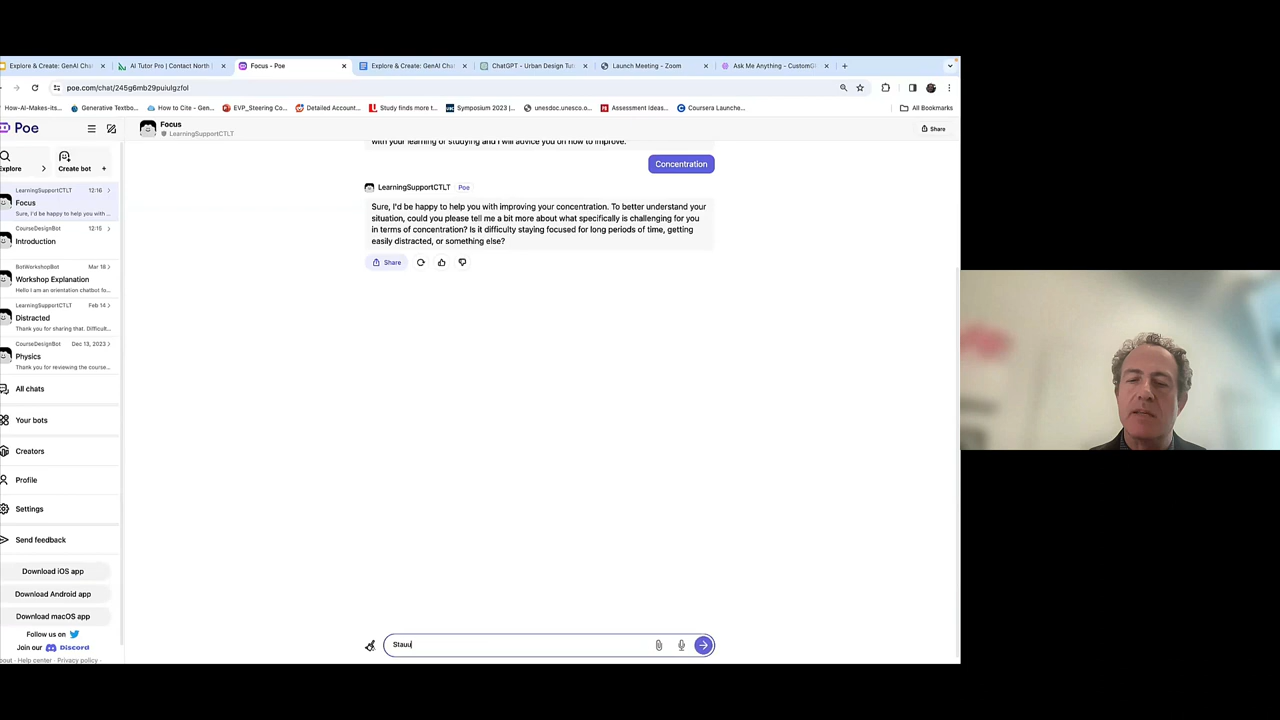 Explore & Create: GenAI Cha
AI Tutor Pro | Contact North |
Focus - Poe
Explore & Create: GenAI Chat
ChatGPT - Urban Design Tut
Launch Meeting - Zoom
Ask Me Anything - CustomGP
poe.com/chat/245g6mb29puiulgzfol
How-AI-Makes-its...
Generative Textbo...
How to Cite - Gen...
EVP_Steering Co...
Detailed Account...
Study finds more t...
Symposium 2023 |...
unesdoc.unesco.o...
Assessment Ideas...
Coursera Launche...
All Bookmarks
Poe
Explore
Create bot
LearningSupportCTLT 12:16
Focus
Sure, I'd be happy to help you with ...
CourseDesignBot 12:15
Introduction
BotWorkshopBot Mar 18
Workshop Explanation
Hello I am an orientation chatbot fo
LearningSupportCTLT Feb 14
Distracted
Thank you for sharing that. Difficult...
CourseDesignBot Dec 13, 2023
Physics
Thank you for reviewing the course...
All chats
Your bots
Creators
Profile
Settings
Send feedback
Download iOS app
Download Android app
Download macOS app
Follow us on
Join our Discord
Help center · Privacy policy ·
Focus
LearningSupportCTLT
Share
with your learning or studying and I will advice you on how to improve.
Concentration
LearningSupportCTLT Poe
Sure, I'd be happy to help you with improving your concentration. To better understand your
situation, could you please tell me a bit more about what specifically is challenging for you
in terms of concentration? Is it difficulty staying focused for long periods of time, getting
easily distracted, or something else?
Share
Stauu